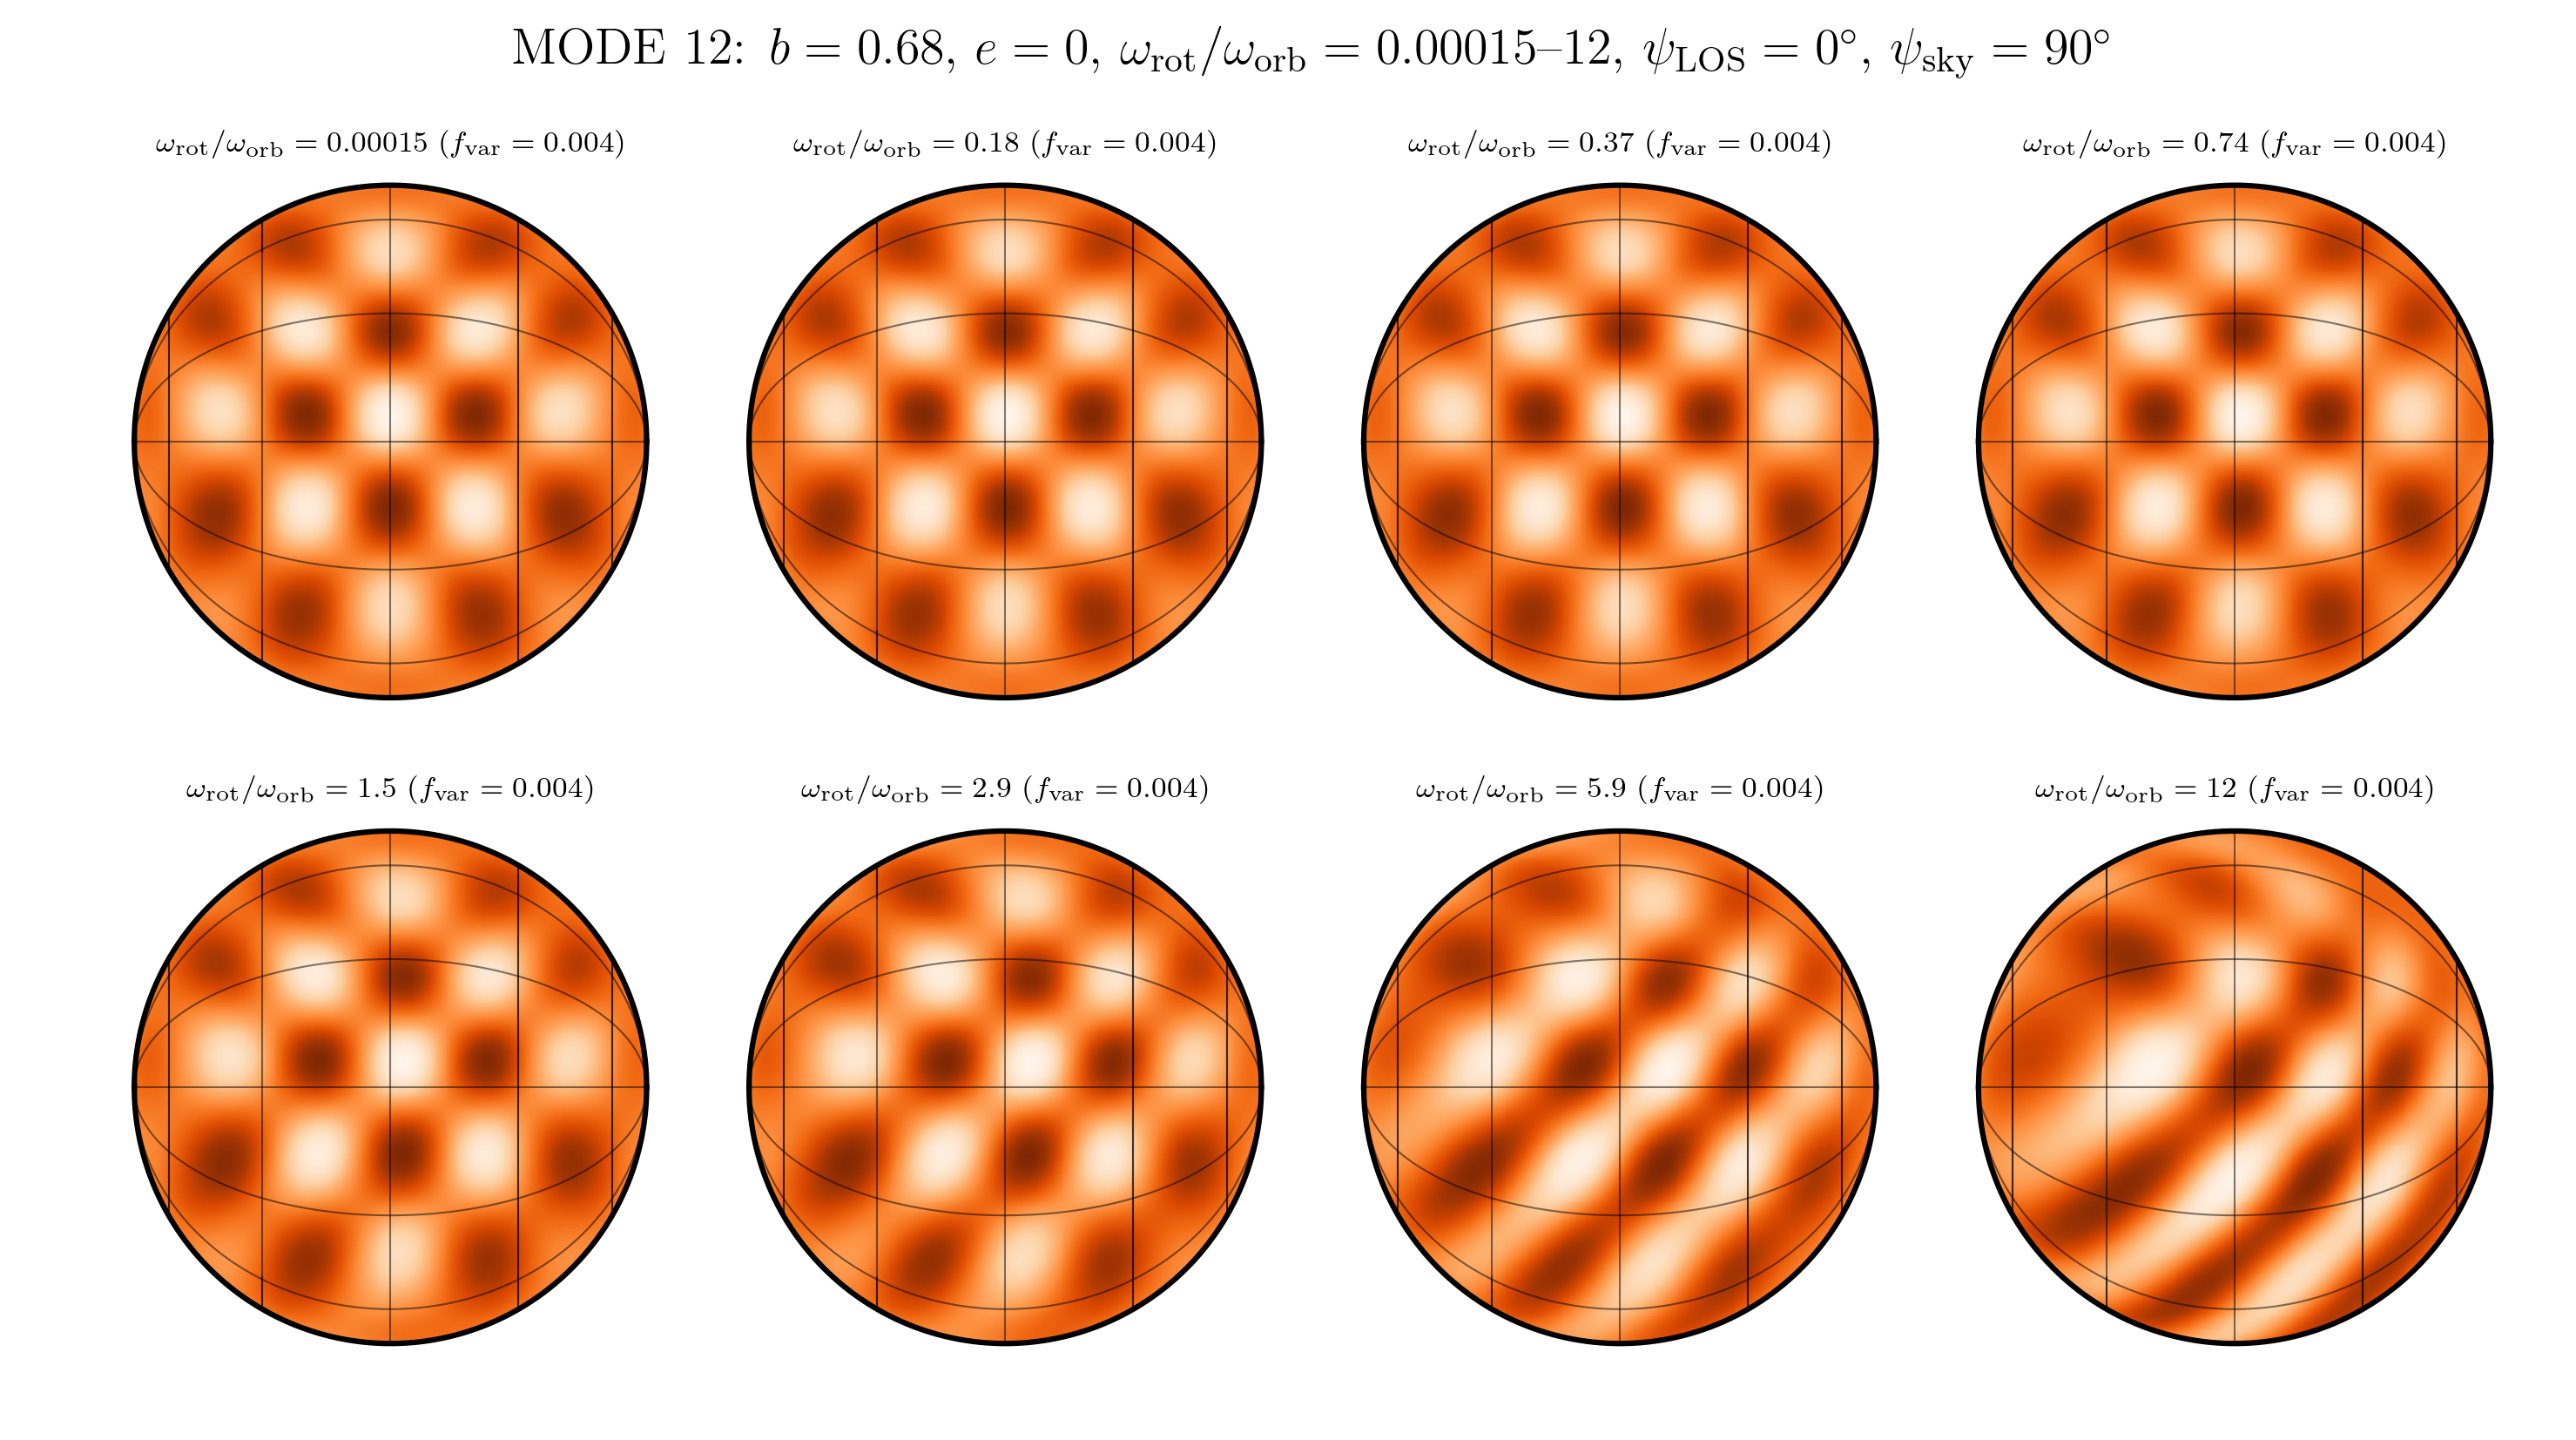 MODE 12: b = 0.68, e = 0, ω_rot/ω_orb = 0.00015–12, ψ_LOS = 0°, ψ_sky = 90°
ω_rot/ω_orb = 0.00015 (f_var = 0.004)
ω_rot/ω_orb = 0.18 (f_var = 0.004)
ω_rot/ω_orb = 0.37 (f_var = 0.004)
ω_rot/ω_orb = 0.74 (f_var = 0.004)
ω_rot/ω_orb = 1.5 (f_var = 0.004)
ω_rot/ω_orb = 2.9 (f_var = 0.004)
ω_rot/ω_orb = 5.9 (f_var = 0.004)
ω_rot/ω_orb = 12 (f_var = 0.004)